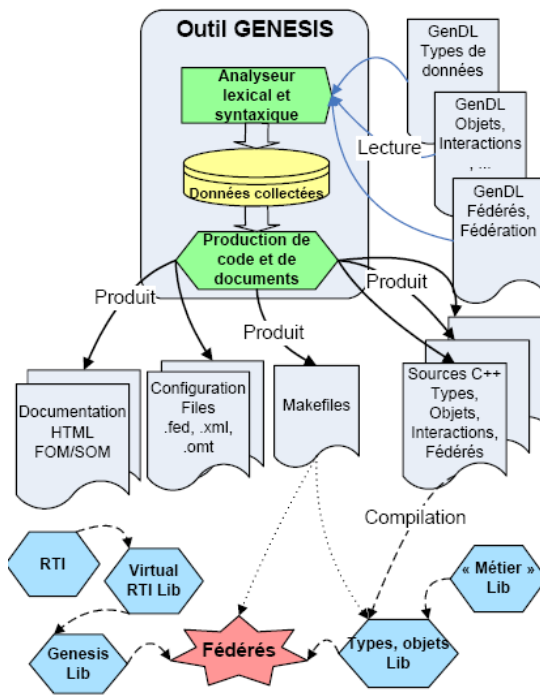 Outil GENESIS
Analyseur
lexical et
syntaxique
Données collectées
Production de
code et de
documents
GenDL
Types de
données
GenDL
Objets,
Interactions
, ...
GenDL
Fédérés,
Fédération
Lecture
Produit
Produit
Produit
Documentation
HTML
FOM/SOM
Configuration
Files
.fed, .xml,
.omt
Makefiles
Sources C++
Types,
Objets,
Interactions,
Fédérés
Compilation
RTI
Virtual
RTI Lib
Genesis
Lib
Fédérés
Types, objets
Lib
« Métier »
Lib